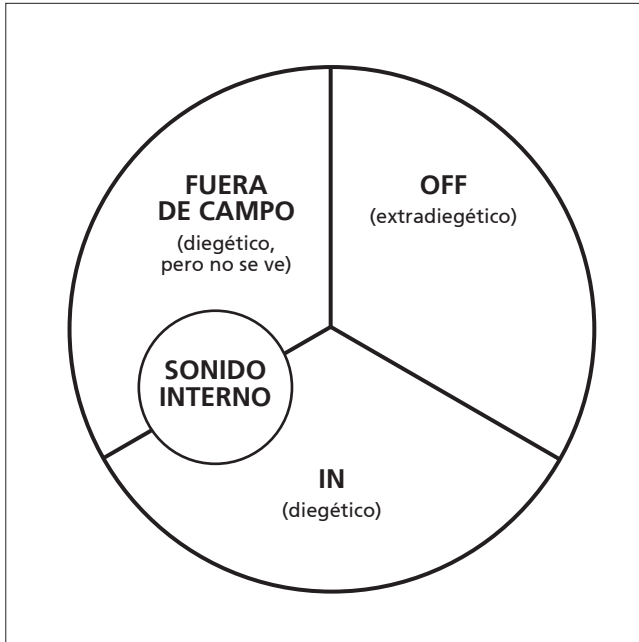 FUERA
DE CAMPO
(diegético,
pero no se ve)
OFF
(extradiegético)
SONIDO
INTERNO
IN
(diegético)